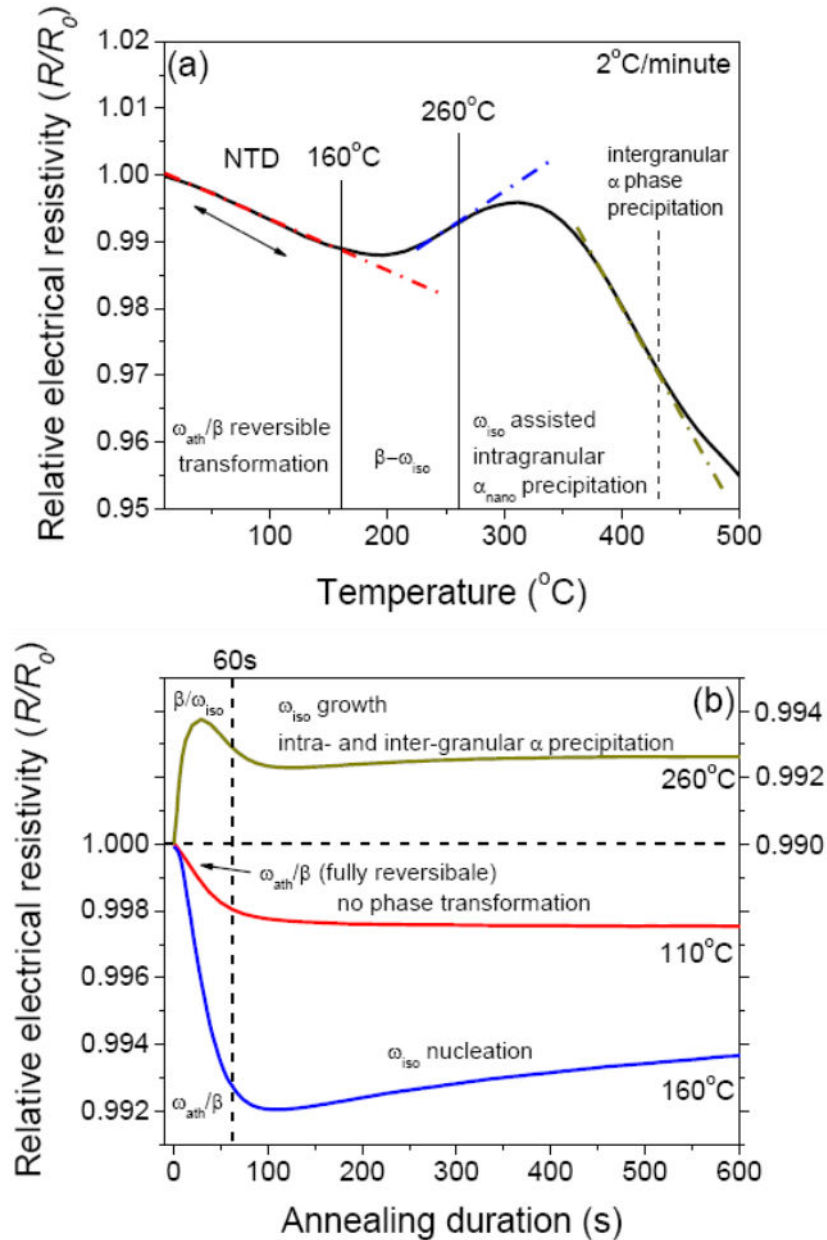 (a)
2°C/minute
NTD
160°C
260°C
intergranular
α phase
precipitation
ω_ath/β reversible
transformation
β−ω_iso
ω_iso assisted
intragranular
α_nano precipitation
Relative electrical resistivity (R/R_0)
1.02
1.01
1.00
0.99
0.98
0.97
0.96
0.95
100 200 300 400 500
Temperature (°C)
60s
(b)
β/ω_iso
ω_iso growth
intra- and inter-granular α precipitation
260°C
ω_ath/β (fully reversibale)
no phase transformation
110°C
ω_iso nucleation
160°C
ω_ath/β
Relative electrical resistivity (R/R_0)
1.000
0.998
0.996
0.994
0.992
0.994
0.992
0.990
0 100 200 300 400 500 600
Annealing duration (s)